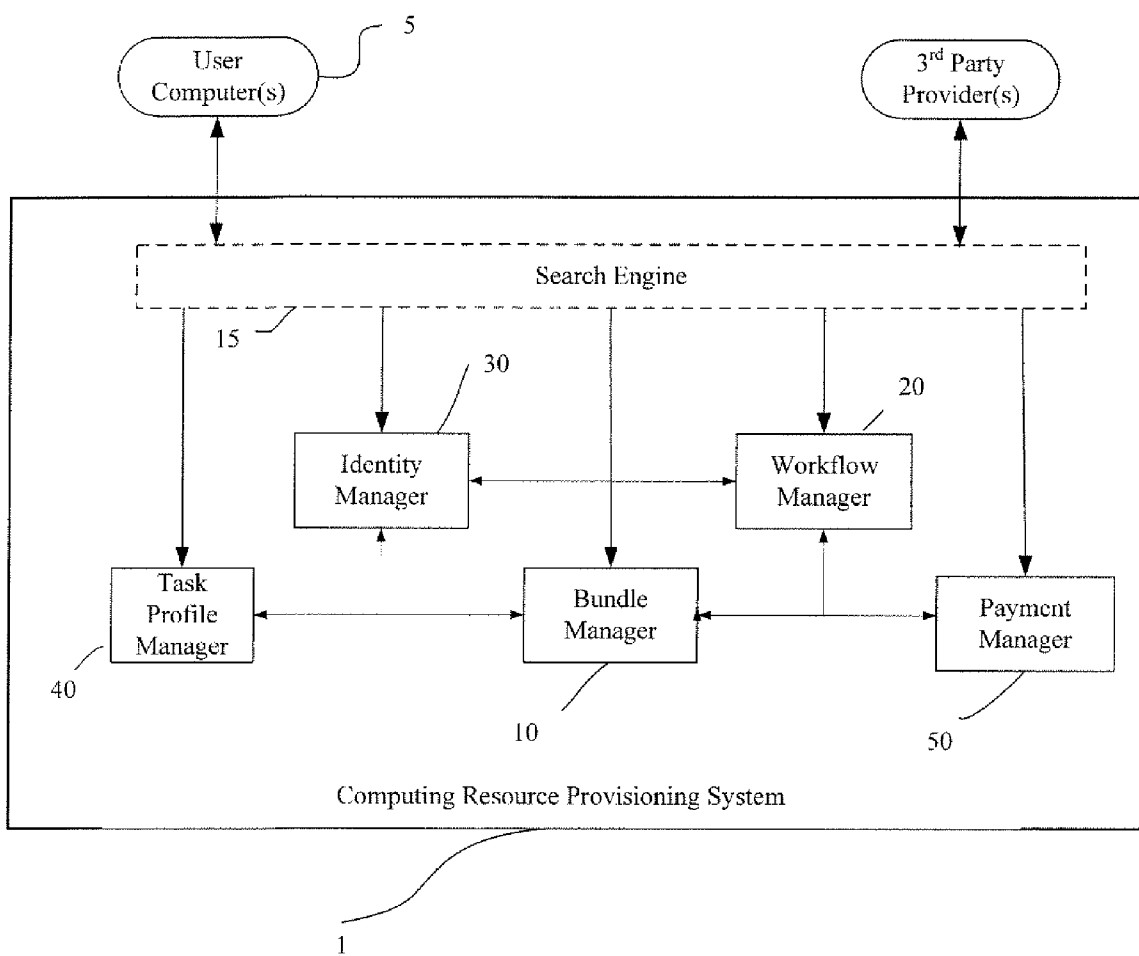 5
User
Computer(s)
3rd Party
Provider(s)
Search Engine
15
30
20
Identity
Manager
Workflow
Manager
Task
Profile
Manager
Bundle
Manager
Payment
Manager
40
10
50
Computing Resource Provisioning System
1